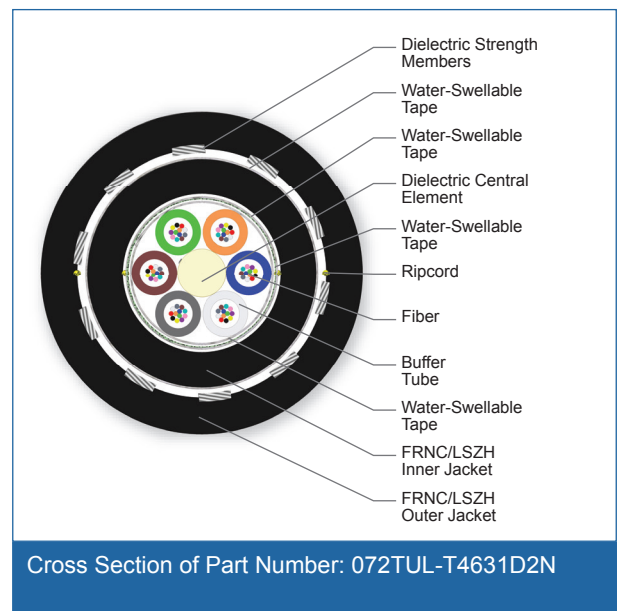 Dielectric Strength
Members
Water-Swellable
Tape
Water-Swellable
Tape
Dielectric Central
Element
Water-Swellable
Tape
Ripcord
Fiber
Buffer
Tube
Water-Swellable
Tape
FRNC/LSZH
Inner Jacket
FRNC/LSZH
Outer Jacket
Cross Section of Part Number: 072TUL-T4631D2N